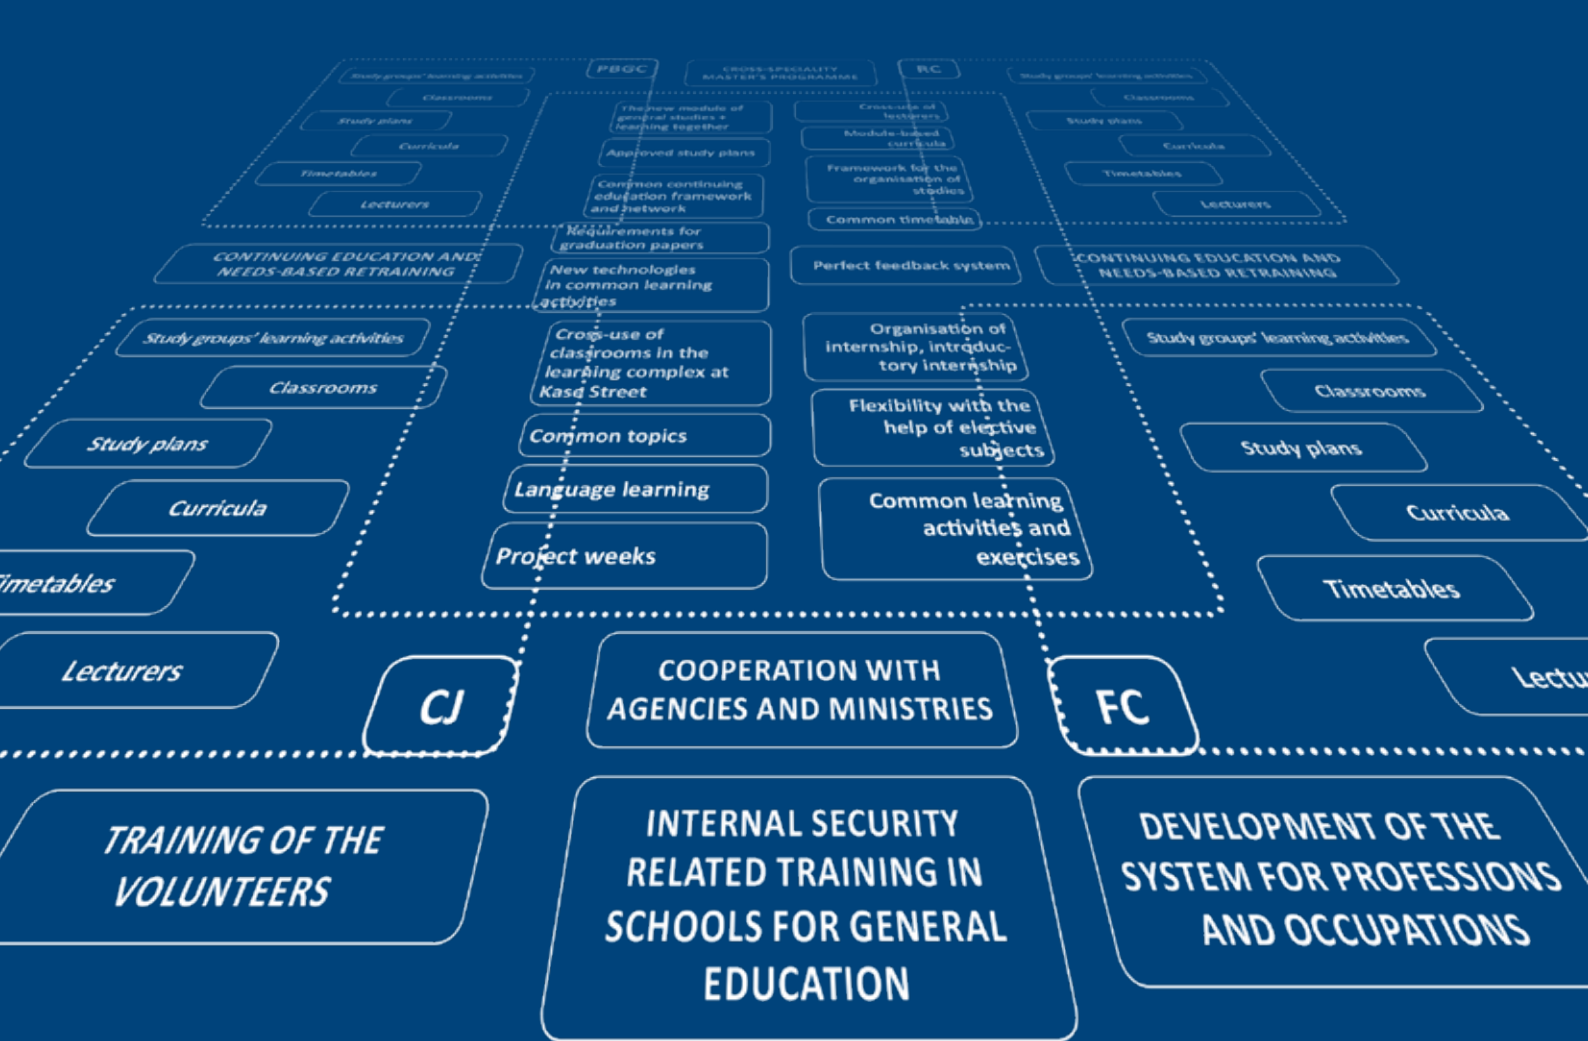 Study groups' learning activities
PBGC
CROSS-SPECIALITY
MASTER'S PROGRAMME
RC
Study groups' learning activities
Classrooms
Classrooms
Study plans
Study plans
Curricula
Curricula
Timetables
Timetables
Lecturers
Lecturers
The new module of
general studies +
learning together
Approved study plans
Common continuing
education framework
and network
Requirements for
graduation papers
New technologies
in common learning
activities
Cross-use of
classrooms in the
learning complex at
Kase Street
Common topics
Language learning
Project weeks
Cross-use of
lecturers
Module-based
curricula
Framework for the
organisation of
studies
Common timetable
Perfect feedback system
Organisation of
internship, introduc-
tory internship
Flexibility with the
help of elective
subjects
Common learning
activities and
exercises
CONTINUING EDUCATION AND
NEEDS-BASED RETRAINING
CONTINUING EDUCATION AND
NEEDS-BASED RETRAINING
Study groups' learning activities
Classrooms
Study plans
Curricula
Timetables
Lecturers
CJ
Study groups' learning activities
Classrooms
Study plans
Curricula
Timetables
Lectu
FC
COOPERATION WITH
AGENCIES AND MINISTRIES
TRAINING OF THE
VOLUNTEERS
INTERNAL SECURITY
RELATED TRAINING IN
SCHOOLS FOR GENERAL
EDUCATION
DEVELOPMENT OF THE
SYSTEM FOR PROFESSIONS
AND OCCUPATIONS